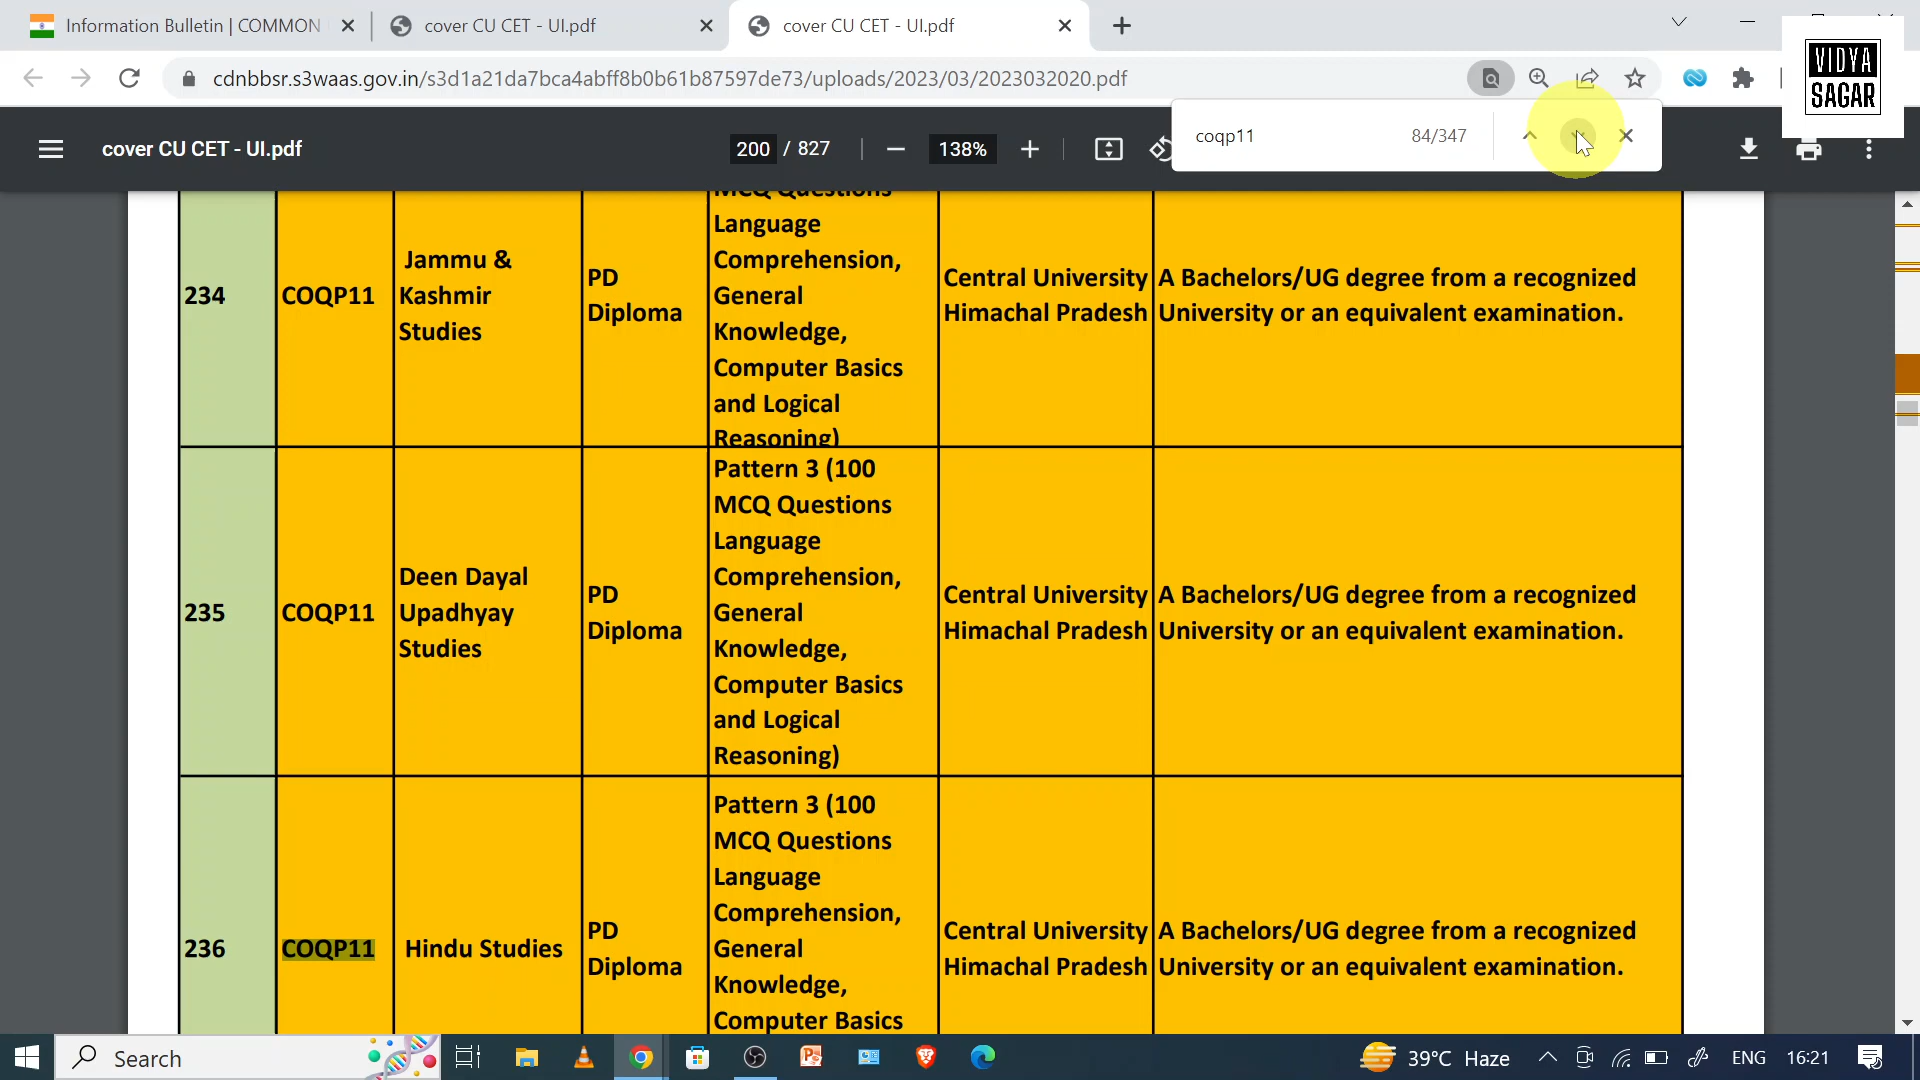 Information Bulletin | COMMON
cover CU CET - UI.pdf
cover CU CET - UI.pdf
cdnbbsr.s3waas.gov.in/s3d1a21da7bca4abff8b0b61b87597de73/uploads/2023/03/2023032020.pdf
VIDYA
SAGAR
cover CU CET - UI.pdf
200 / 827
138%
coqp11
84/347
234
COQP11
Jammu &
Kashmir
Studies
PD
Diploma
MCQ Questions
Language
Comprehension,
General
Knowledge,
Computer Basics
and Logical
Reasoning)
Central University
Himachal Pradesh
A Bachelors/UG degree from a recognized
University or an equivalent examination.
235
COQP11
Deen Dayal
Upadhyay
Studies
PD
Diploma
Pattern 3 (100
MCQ Questions
Language
Comprehension,
General
Knowledge,
Computer Basics
and Logical
Reasoning)
Central University
Himachal Pradesh
A Bachelors/UG degree from a recognized
University or an equivalent examination.
236
COQP11
Hindu Studies
PD
Diploma
Pattern 3 (100
MCQ Questions
Language
Comprehension,
General
Knowledge,
Computer Basics
Central University
Himachal Pradesh
A Bachelors/UG degree from a recognized
University or an equivalent examination.
Search
39°C Haze
ENG
16:21